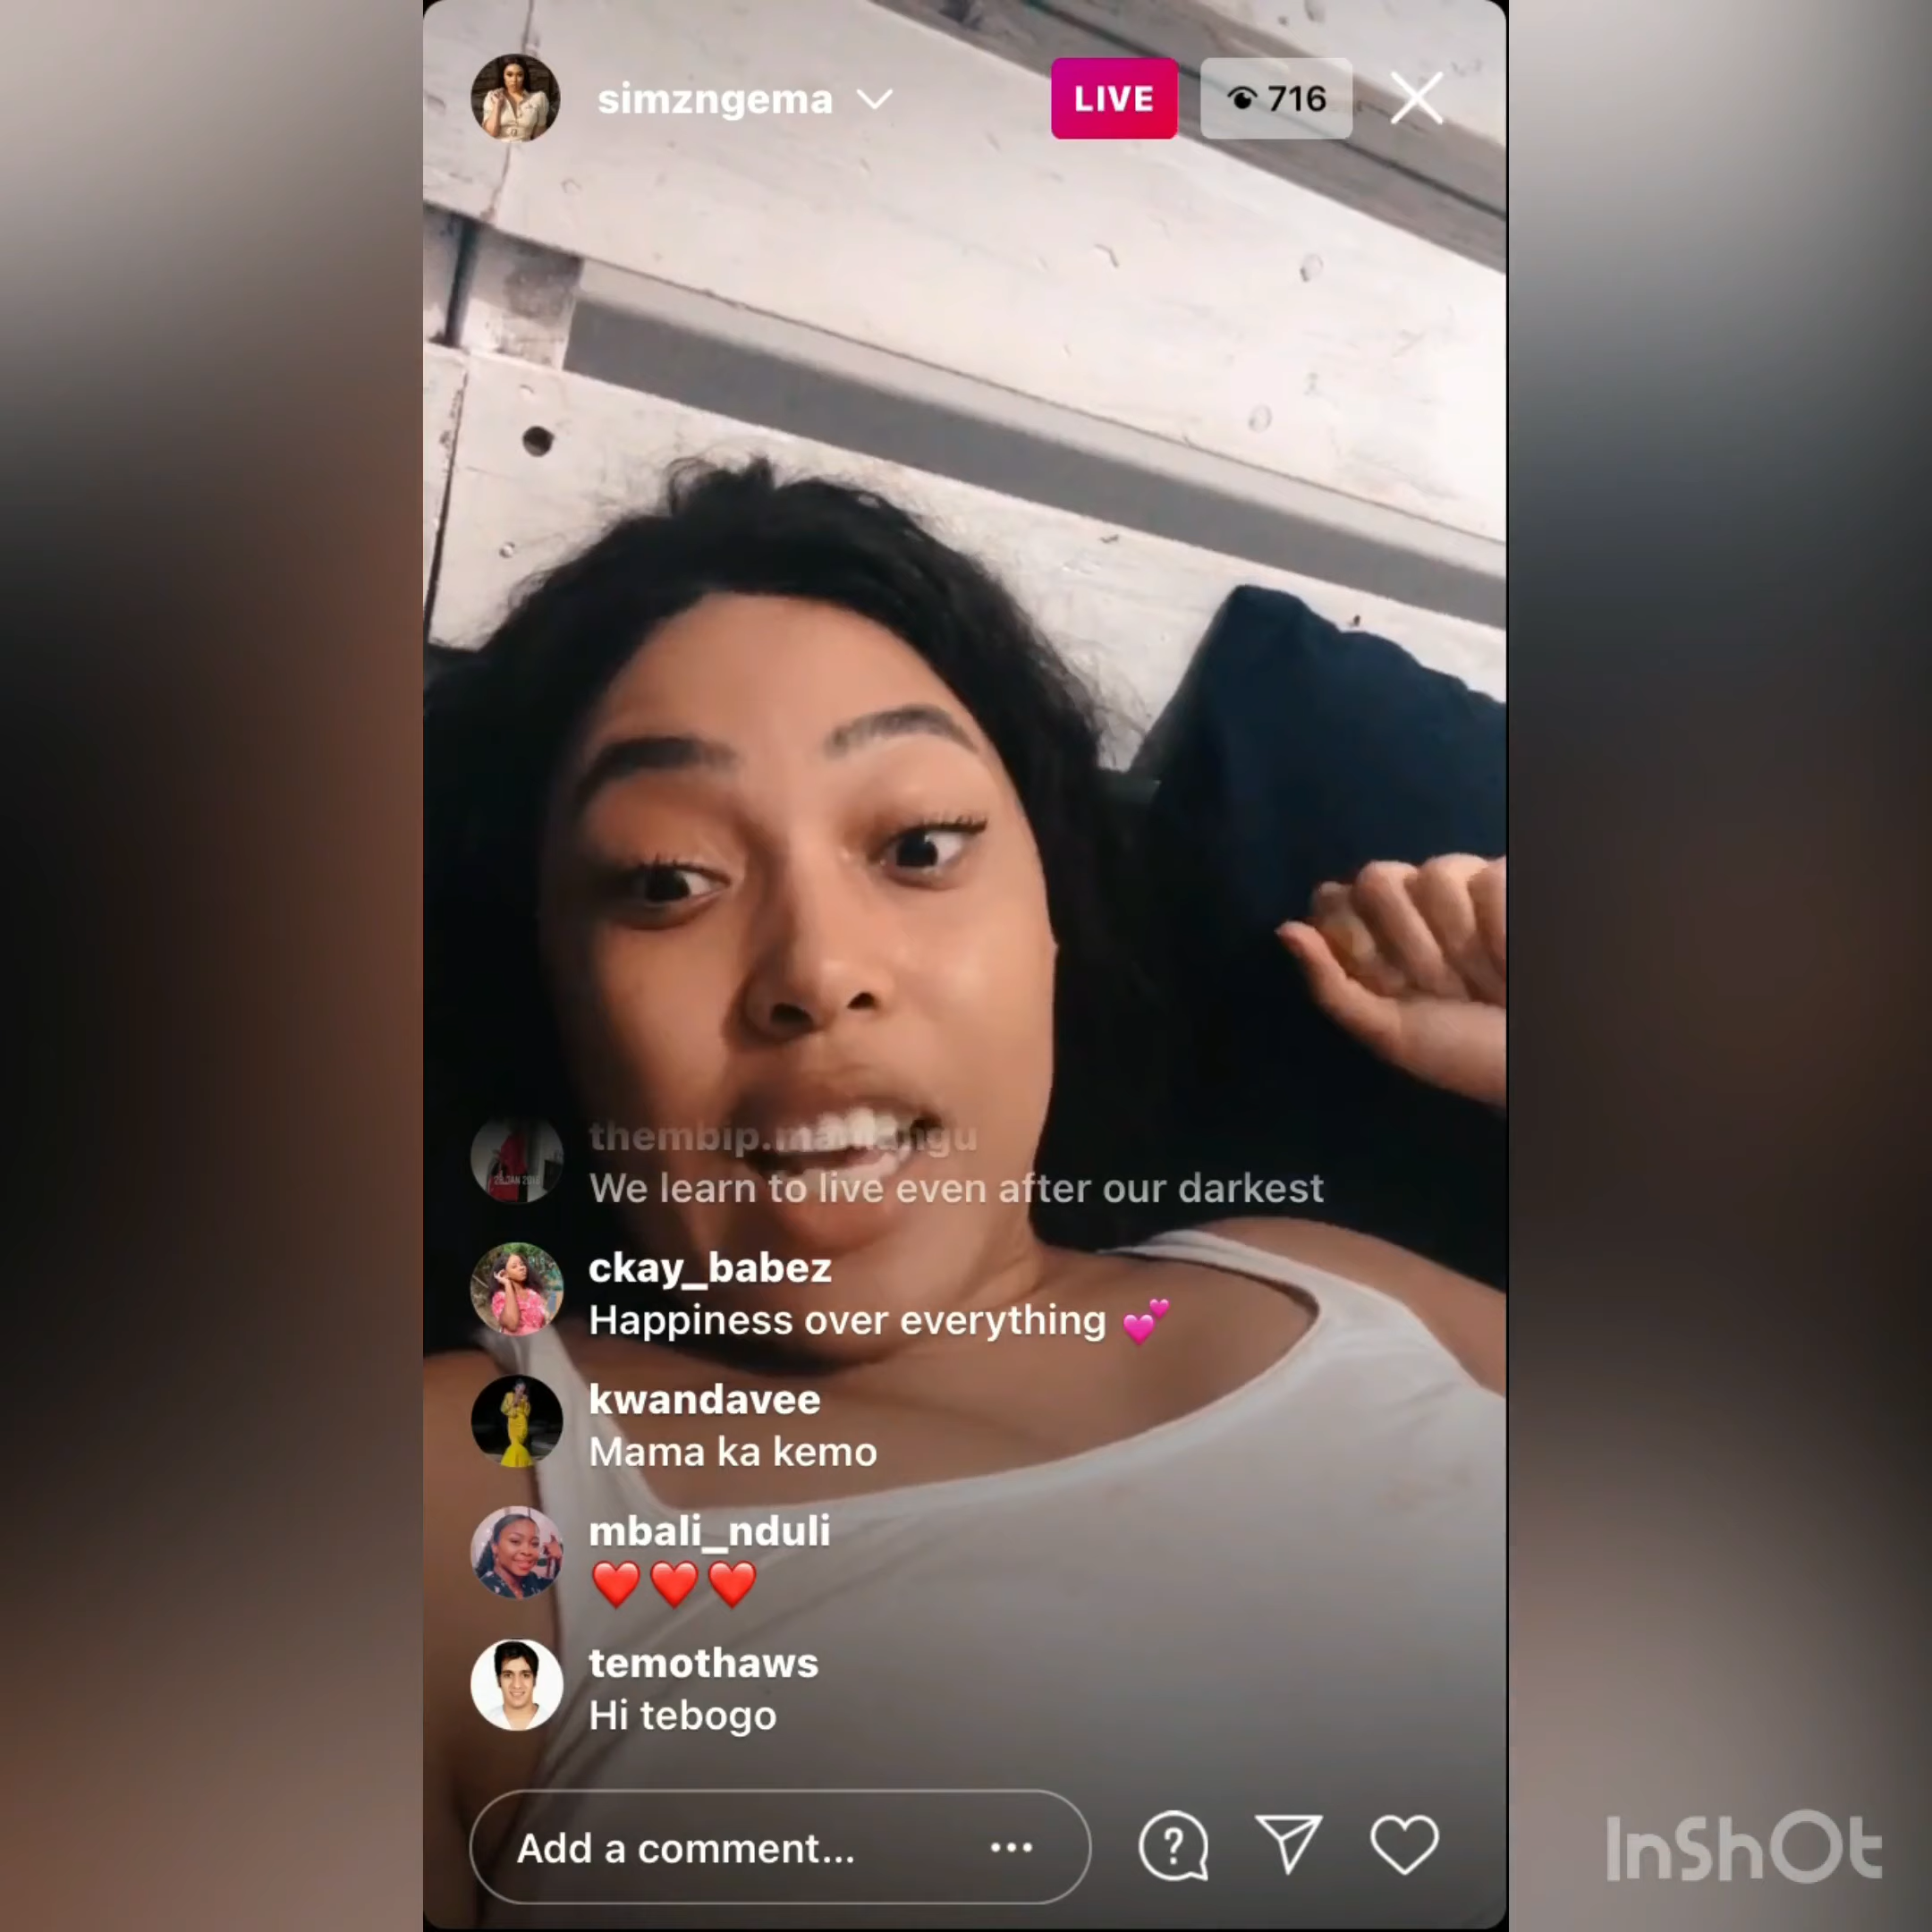 simzngema
LIVE
716
We learn to live even after our darkest
ckay_babez
Happiness over everything 💕
kwandavee
Mama ka kemo
mbali_nduli
❤️❤️❤️
temothaws
Hi tebogo
Add a comment...
InShOt